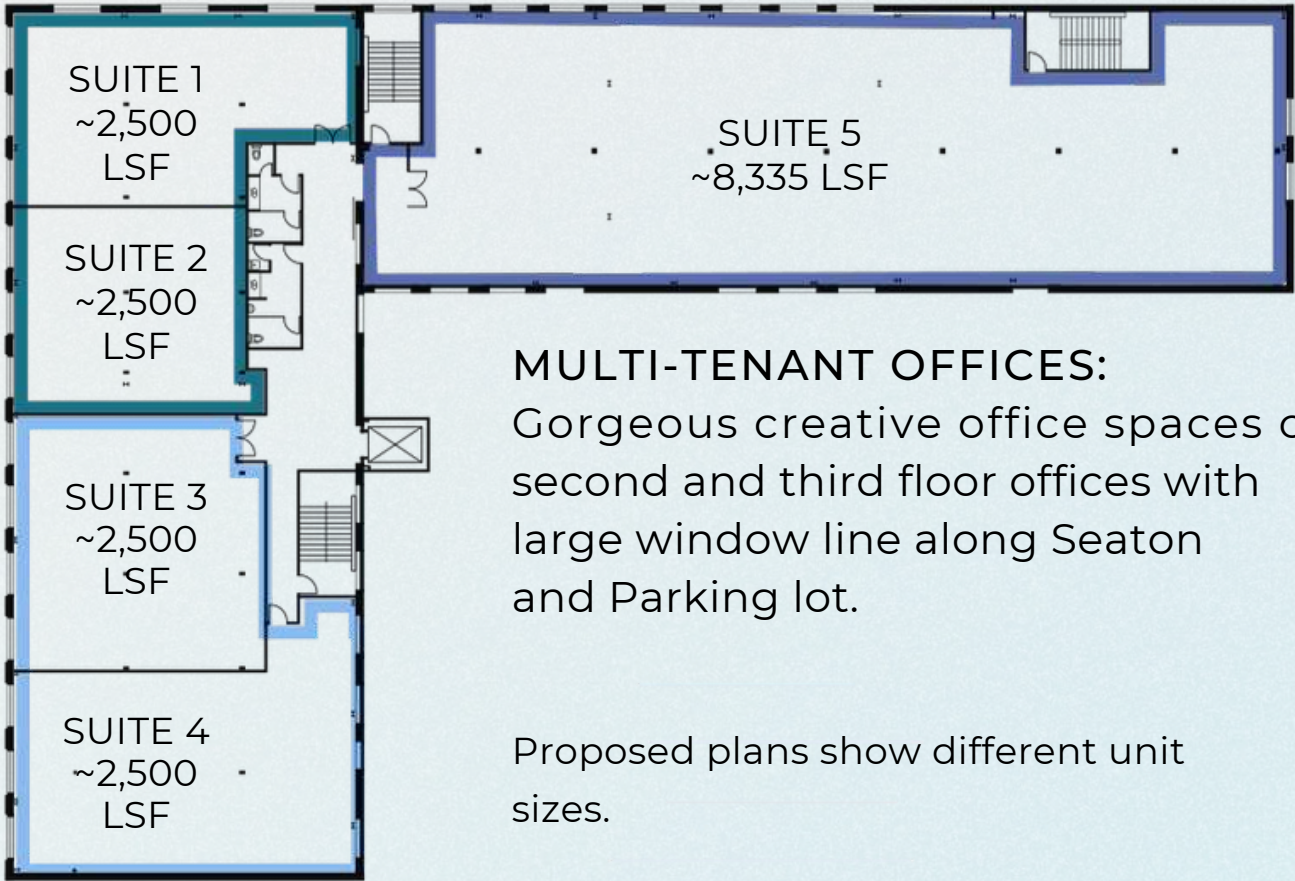 SUITE 1
~2,500
LSF
SUITE 2
~2,500
LSF
SUITE 3
~2,500
LSF
SUITE 4
~2,500
LSF
SUITE 5
~8,335 LSF
MULTI-TENANT OFFICES:
Gorgeous creative office spaces
second and third floor offices with
large window line along Seaton
and Parking lot.
Proposed plans show different unit
sizes.